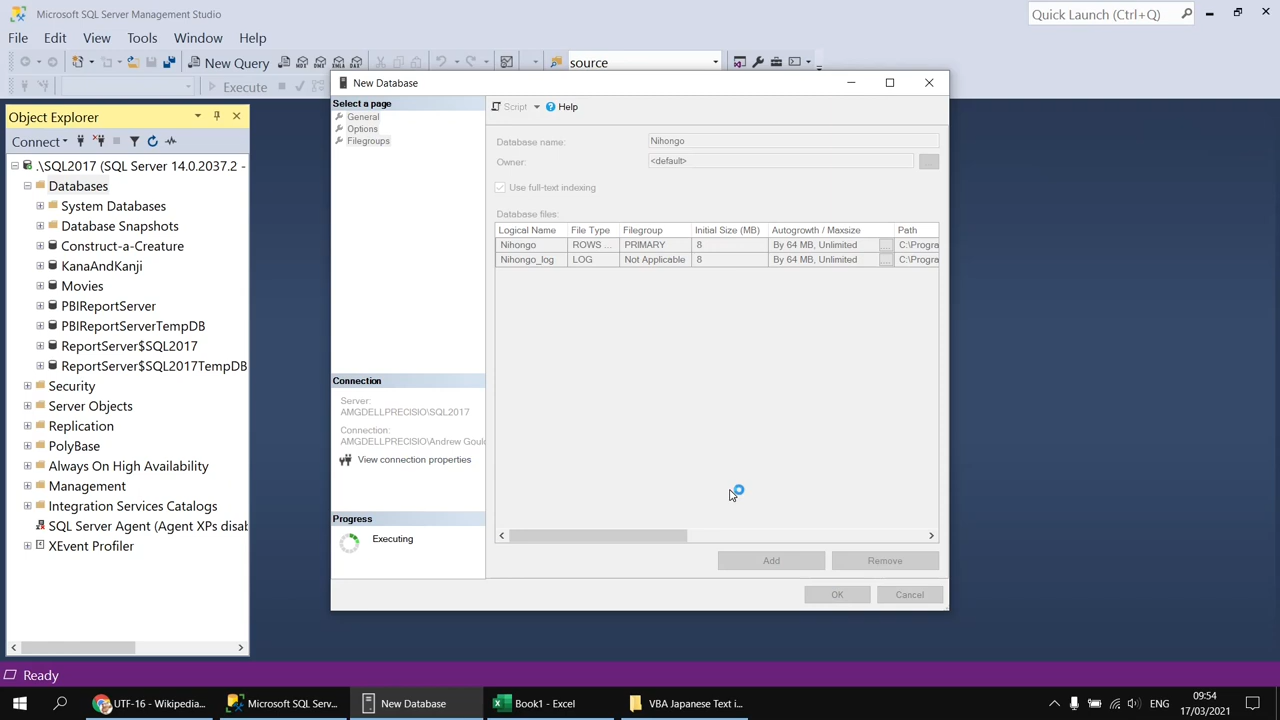 Microsoft SQL Server Management Studio
Quick Launch (Ctrl+Q)
File Edit View Tools Window Help
New Query
source
Execute
Object Explorer
Connect
.\SQL2017 (SQL Server 14.0.2037.2 -
Databases
System Databases
Database Snapshots
Construct-a-Creature
KanaAndKanji
Movies
PBIReportServer
PBIReportServerTempDB
ReportServer$SQL2017
ReportServer$SQL2017TempDB
Security
Server Objects
Replication
PolyBase
Always On High Availability
Management
Integration Services Catalogs
SQL Server Agent (Agent XPs disab
XEvent Profiler
New Database
Select a page
General
Options
Filegroups
Connection
Server:
AMGDELLPRECISIO\SQL2017
Connection:
AMGDELLPRECISIO\Andrew Goul
View connection properties
Progress
Executing
Script Help
Database name: Nihongo
Owner: <default> ...
Use full-text indexing
Database files:
Logical Name File Type Filegroup Initial Size (MB) Autogrowth / Maxsize Path
Nihongo ROWS ... PRIMARY 8 By 64 MB, Unlimited ... C:\Progra
Nihongo_log LOG Not Applicable 8 By 64 MB, Unlimited ... C:\Progra
Add Remove
OK Cancel
Ready
UTF-16 - Wikipedia... Microsoft SQL Serv... New Database Book1 - Excel VBA Japanese Text i...
ENG
09:54
17/03/2021